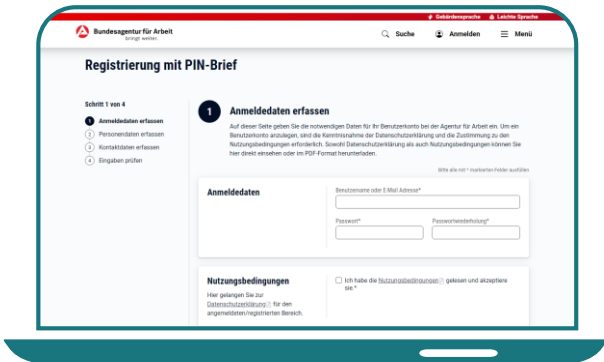 Gebärdensprache Leichte Sprache
Bundesagentur für Arbeit
bringt weiter.
Suche Anmelden Menü
Registrierung mit PIN-Brief
Schritt 1 von 4
1 Anmeldedaten erfassen
2 Personendaten erfassen
3 Kontaktdaten erfassen
4 Eingaben prüfen
1 Anmeldedaten erfassen
Auf dieser Seite geben Sie die notwendigen Daten für Ihr Benutzerkonto bei der Agentur für Arbeit ein. Um ein
Benutzerkonto anzulegen, sind die Kenntnisnahme der Datenschutzerklärung und die Zustimmung zu den
Nutzungsbedingungen erforderlich. Sowohl Datenschutzerklärung als auch Nutzungsbedingungen können Sie
hier direkt einsehen oder im PDF-Format herunterladen.
Bitte alle mit * markierten Felder ausfüllen
Anmeldedaten
Benutzername oder E-Mail Adresse*
Passwort* Passwortwiederholung*
Nutzungsbedingungen
Hier gelangen Sie zur
Datenschutzerklärung für den
angemeldeten/registrierten Bereich.
Ich habe die Nutzungsbedingungen gelesen und akzeptiere
sie.*